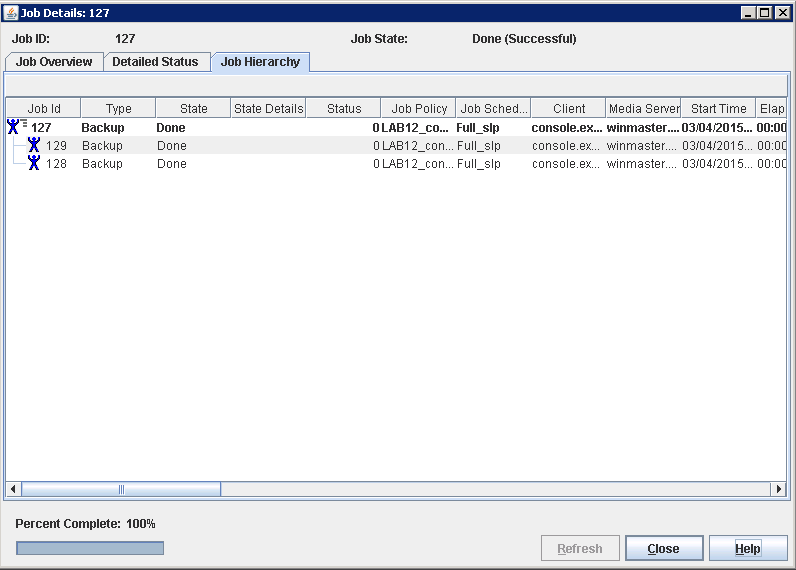 Job Details: 127
Job ID: 127 Job State: Done (Successful)
Job Overview Detailed Status Job Hierarchy
Job Id Type State State Details Status Job Policy Job Sched... Client Media Server Start Time Elap
127 Backup Done 0 LAB12_co... Full_slp console.ex... winmaster.... 03/04/2015... 00:00
129 Backup Done 0 LAB12_con... Full_slp console.ex... winmaster.... 03/04/2015... 00:00
128 Backup Done 0 LAB12_con... Full_slp console.ex... winmaster.... 03/04/2015... 00:00
Percent Complete: 100%
Refresh Close Help